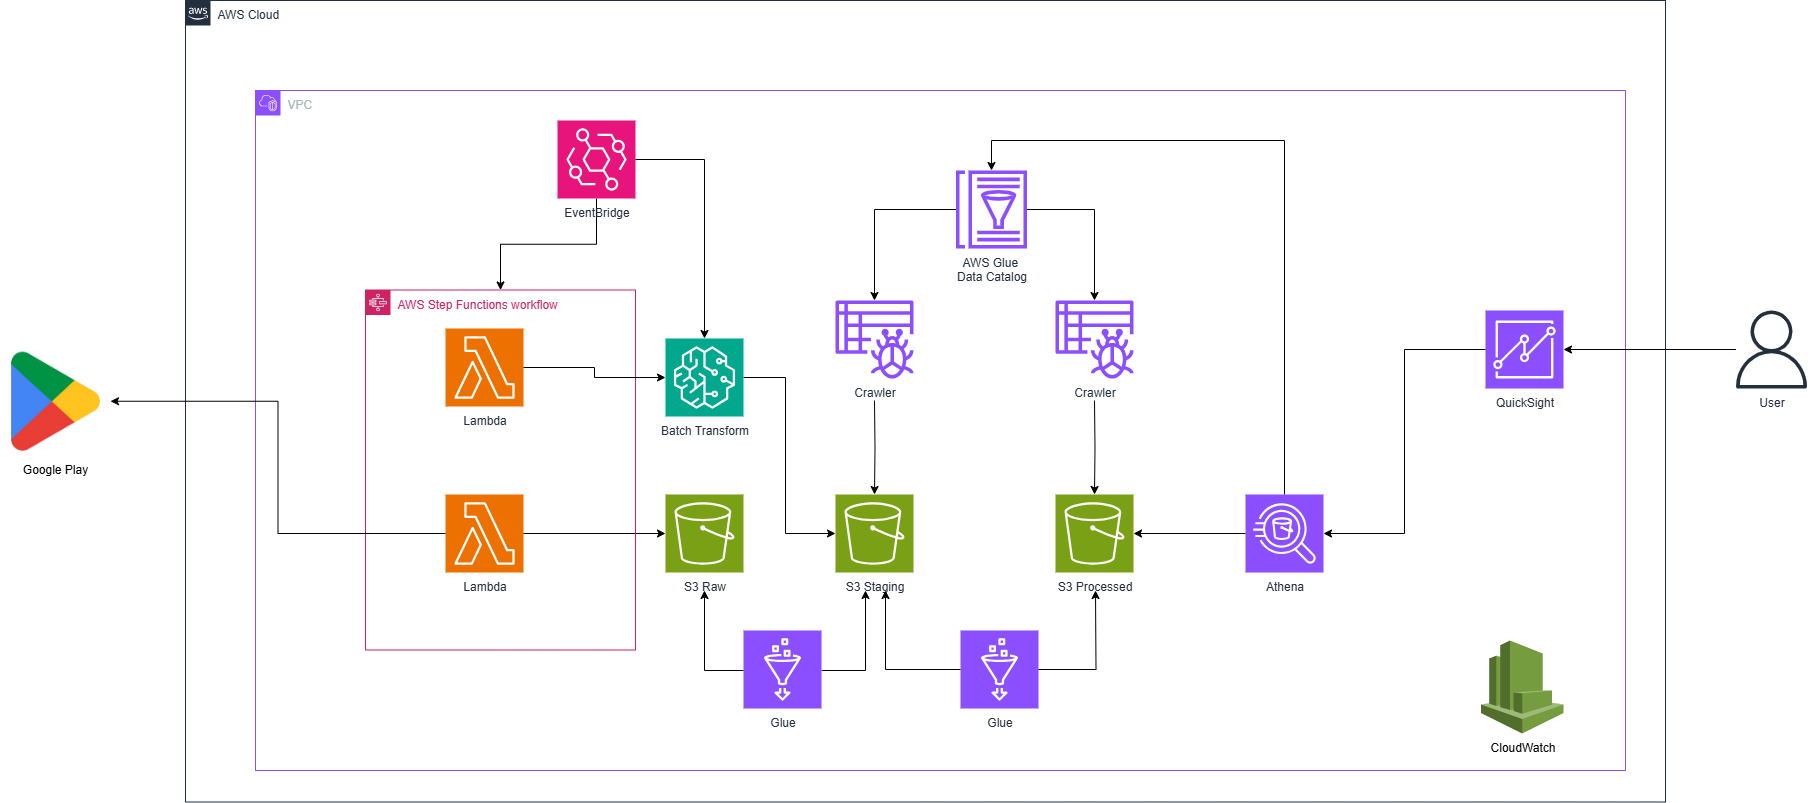 aws
AWS Cloud
VPC
EventBridge
AWS Glue
Data Catalog
AWS Step Functions workflow
Lambda
Batch Transform
Crawler
Crawler
QuickSight
User
Google Play
Lambda
S3 Raw
S3 Staging
S3 Processed
Athena
Glue
Glue
CloudWatch